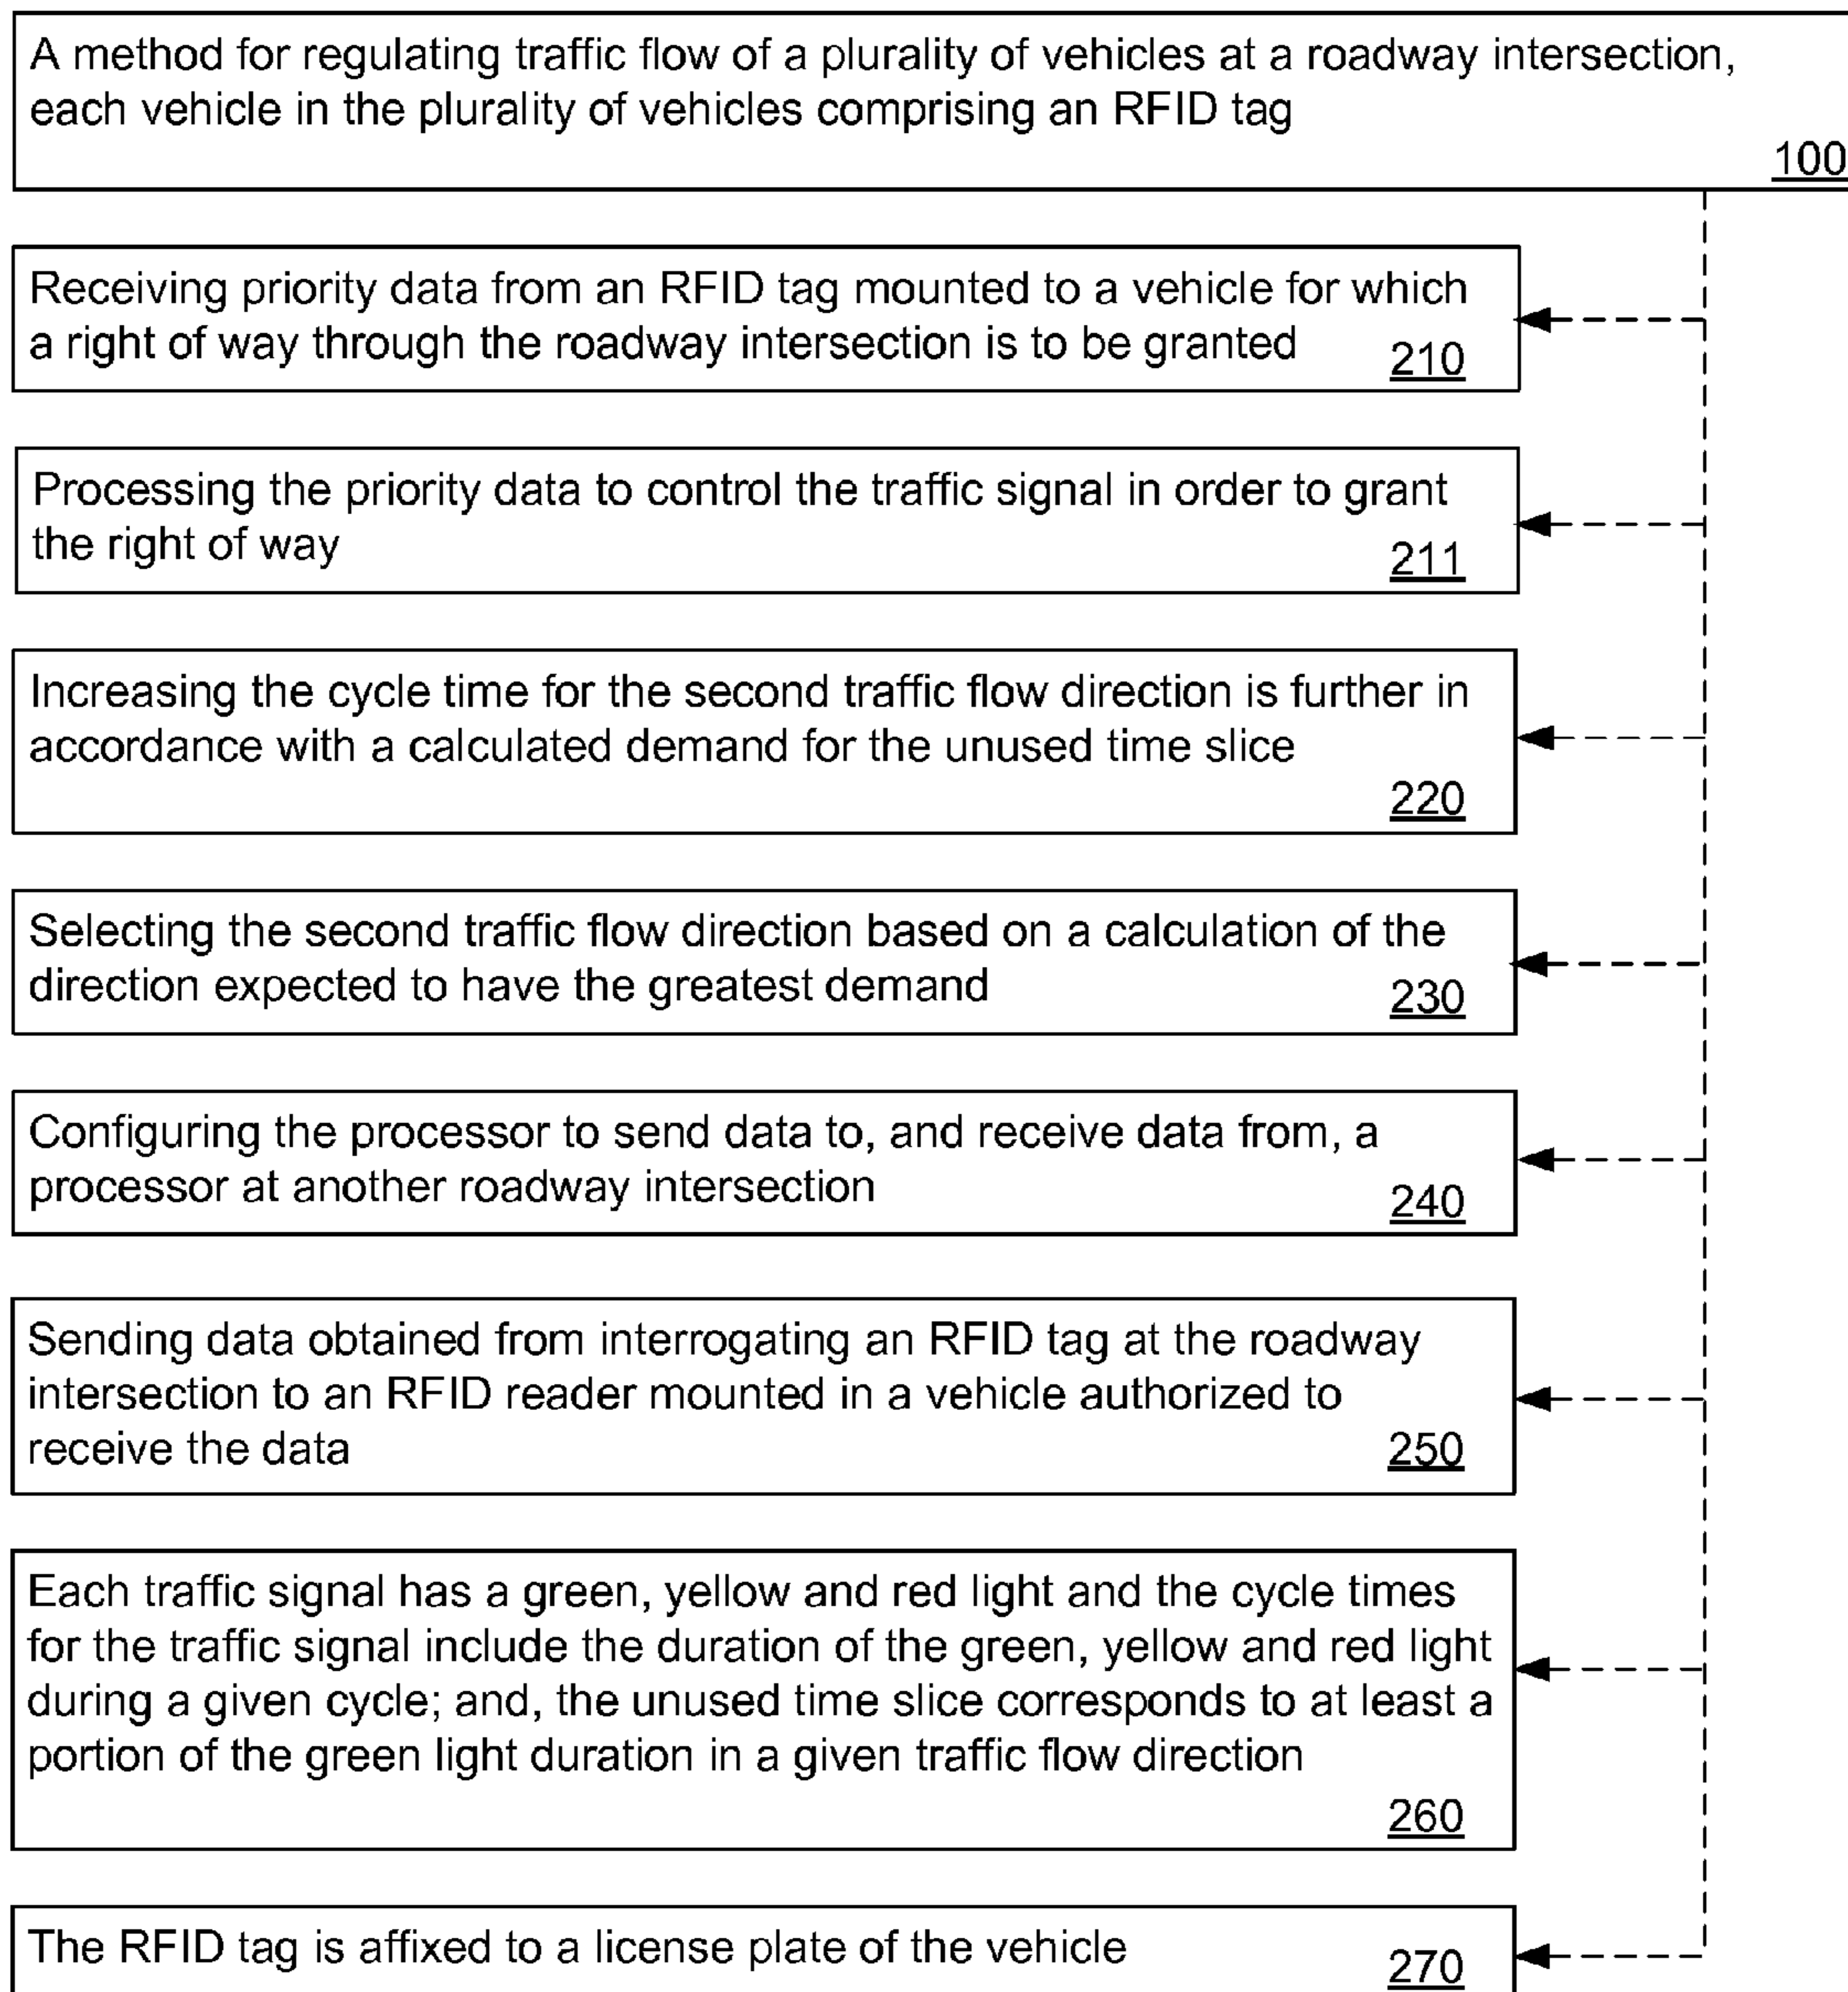 A method for regulating traffic flow of a plurality of vehicles at a roadway intersection,
each vehicle in the plurality of vehicles comprising an RFID tag
100
Receiving priority data from an RFID tag mounted to a vehicle for which
a right of way through the roadway intersection is to be granted
210
Processing the priority data to control the traffic signal in order to grant
the right of way
211
Increasing the cycle time for the second traffic flow direction is further in
accordance with a calculated demand for the unused time slice
220
Selecting the second traffic flow direction based on a calculation of the
direction expected to have the greatest demand
230
Configuring the processor to send data to, and receive data from, a
processor at another roadway intersection
240
Sending data obtained from interrogating an RFID tag at the roadway
intersection to an RFID reader mounted in a vehicle authorized to
receive the data
250
Each traffic signal has a green, yellow and red light and the cycle times
for the traffic signal include the duration of the green, yellow and red light
during a given cycle; and, the unused time slice corresponds to at least a
portion of the green light duration in a given traffic flow direction
260
The RFID tag is affixed to a license plate of the vehicle
270